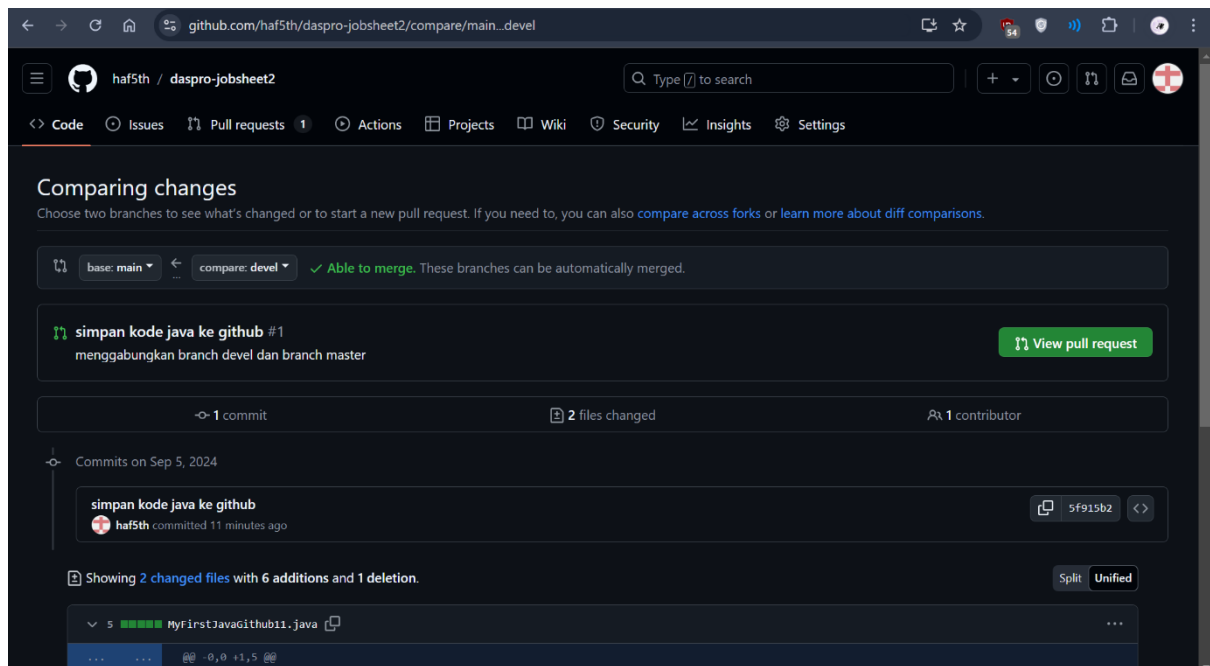 github.com/haf5th/daspro-jobsheet2/compare/main...devel
54
haf5th / daspro-jobsheet2
Type / to search
Code Issues Pull requests 1 Actions Projects Wiki Security Insights Settings
Comparing changes
Choose two branches to see what's changed or to start a new pull request. If you need to, you can also compare across forks or learn more about diff comparisons.
base: main compare: devel Able to merge. These branches can be automatically merged.
simpan kode java ke github #1
menggabungkan branch devel dan branch master
View pull request
1 commit 2 files changed 1 contributor
Commits on Sep 5, 2024
simpan kode java ke github
haf5th committed 11 minutes ago
5f915b2
Showing 2 changed files with 6 additions and 1 deletion.
Split Unified
5 MyFirstJavaGithub11.java
... ... @@ -0,0 +1,5 @@